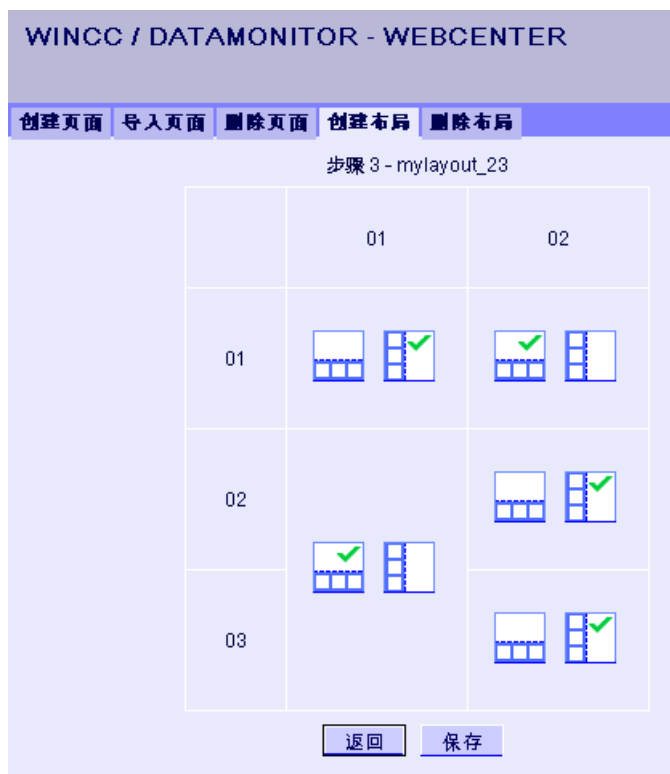 WINCC / DATAMONITOR - WEBCENTER
创建页面 导入页面 删除页面 创建布局 删除布局
步骤 3 - mylayout_23
01 02
01
02
03
返回 保存